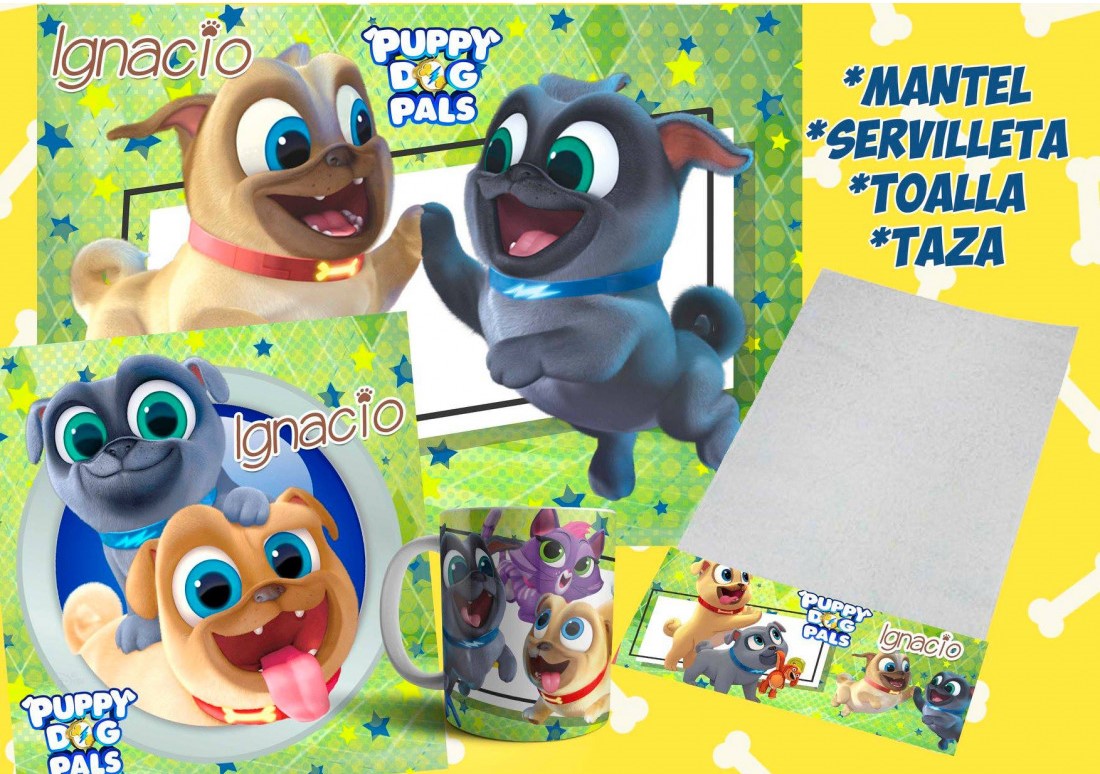 Ignacio
PUPPY
DOG
PALS
*MANTEL
*SERVILLETA
*TOALLA
*TAZA
Ignacio
PUPPY
DOG
PALS
PUPPY
DOG
PALS
Ignacio